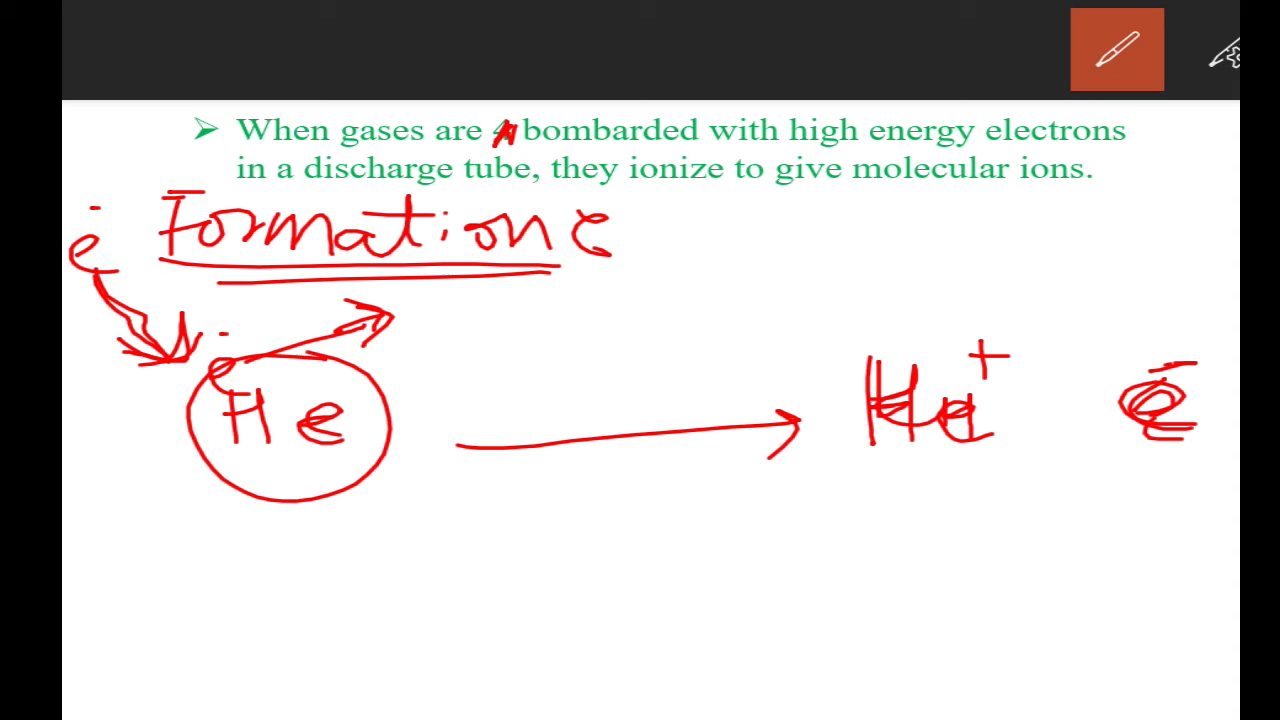 ➢ When gases are bombarded with high energy electrons
in a discharge tube, they ionize to give molecular ions.
Formation
e⁻
e⁻
He He⁺ e⁻